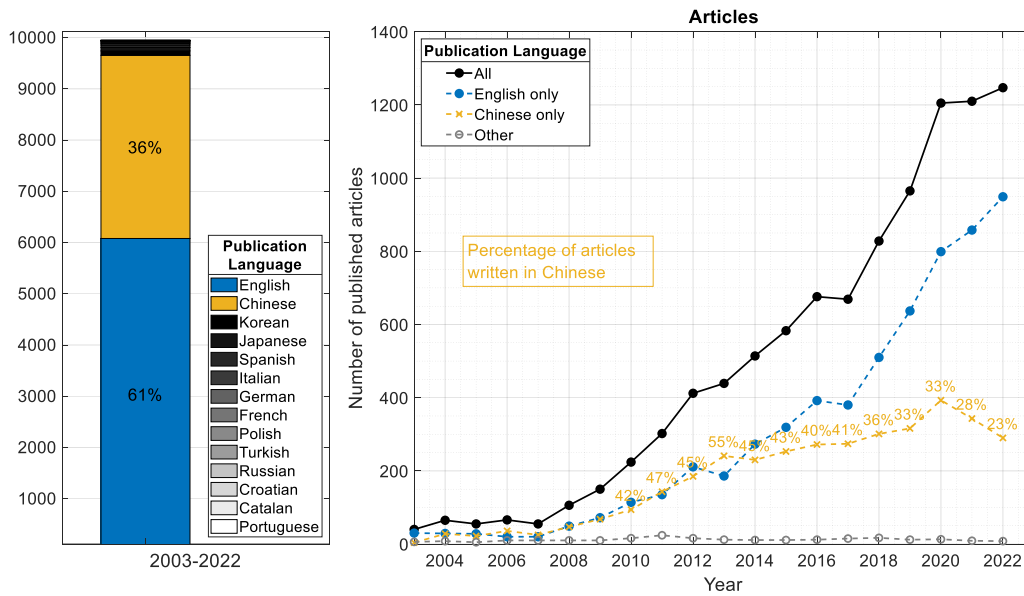 10000
9000
8000
7000
6000
5000
4000
3000
2000
1000
36%
61%
Publication
Language
English
Chinese
Korean
Japanese
Spanish
Italian
German
French
Polish
Turkish
Russian
Croatian
Catalan
Portuguese
2003-2022
Articles
Number of published articles
1400
1200
1000
800
600
400
200
0
Publication Language
All
English only
Chinese only
Other
Percentage of articles
written in Chinese
42%
47%
45%
55%
43%
40%
41%
36%
33%
33%
28%
23%
2004
2006
2008
2010
2012
2014
2016
2018
2020
2022
Year